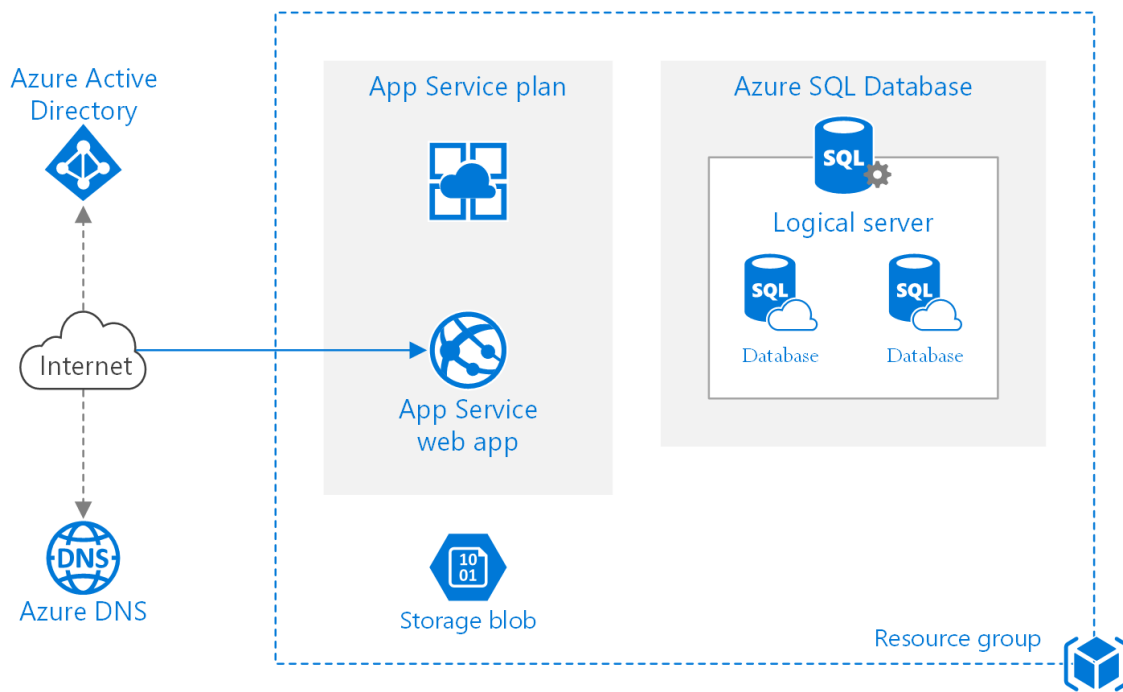 Azure Active
Directory
Internet
DNS
Azure DNS
App Service plan
App Service
web app
10
01
Storage blob
Azure SQL Database
SQL
Logical server
SQL
Database
SQL
Database
Resource group